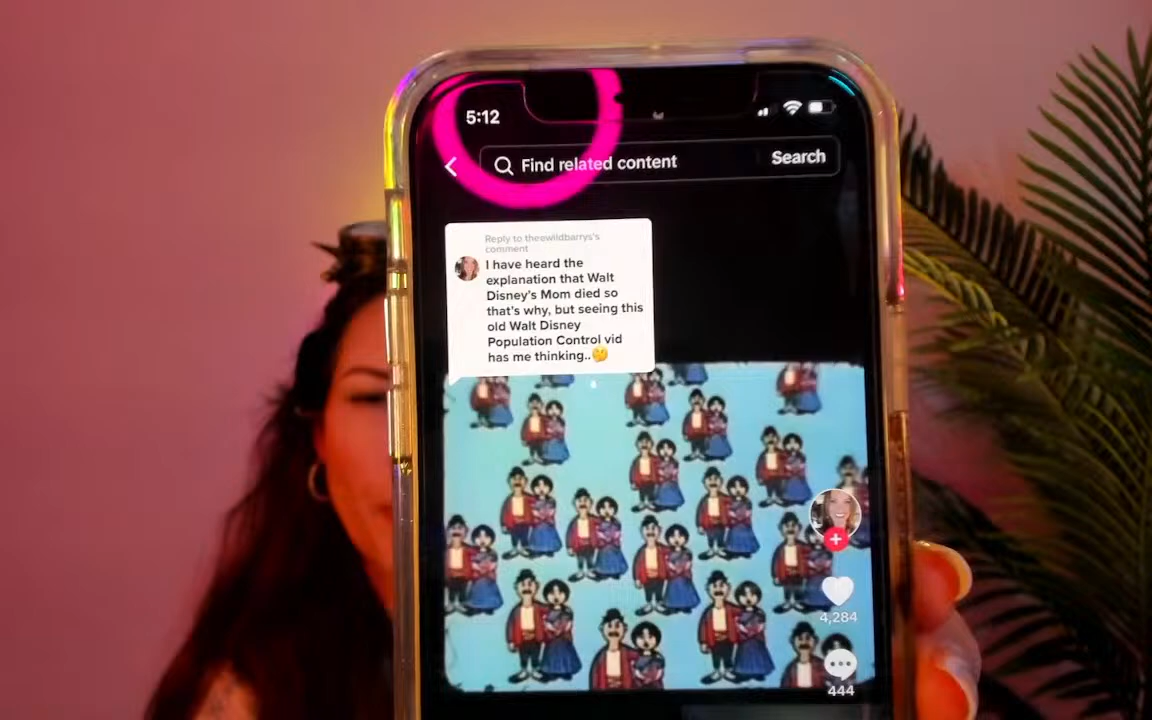 5:12
Find related content Search
Reply to theewildbarrys's
comment
I have heard the
explanation that Walt
Disney's Mom died so
that's why, but seeing this
old Walt Disney
Population Control vid
has me thinking..🤔
4,284
444